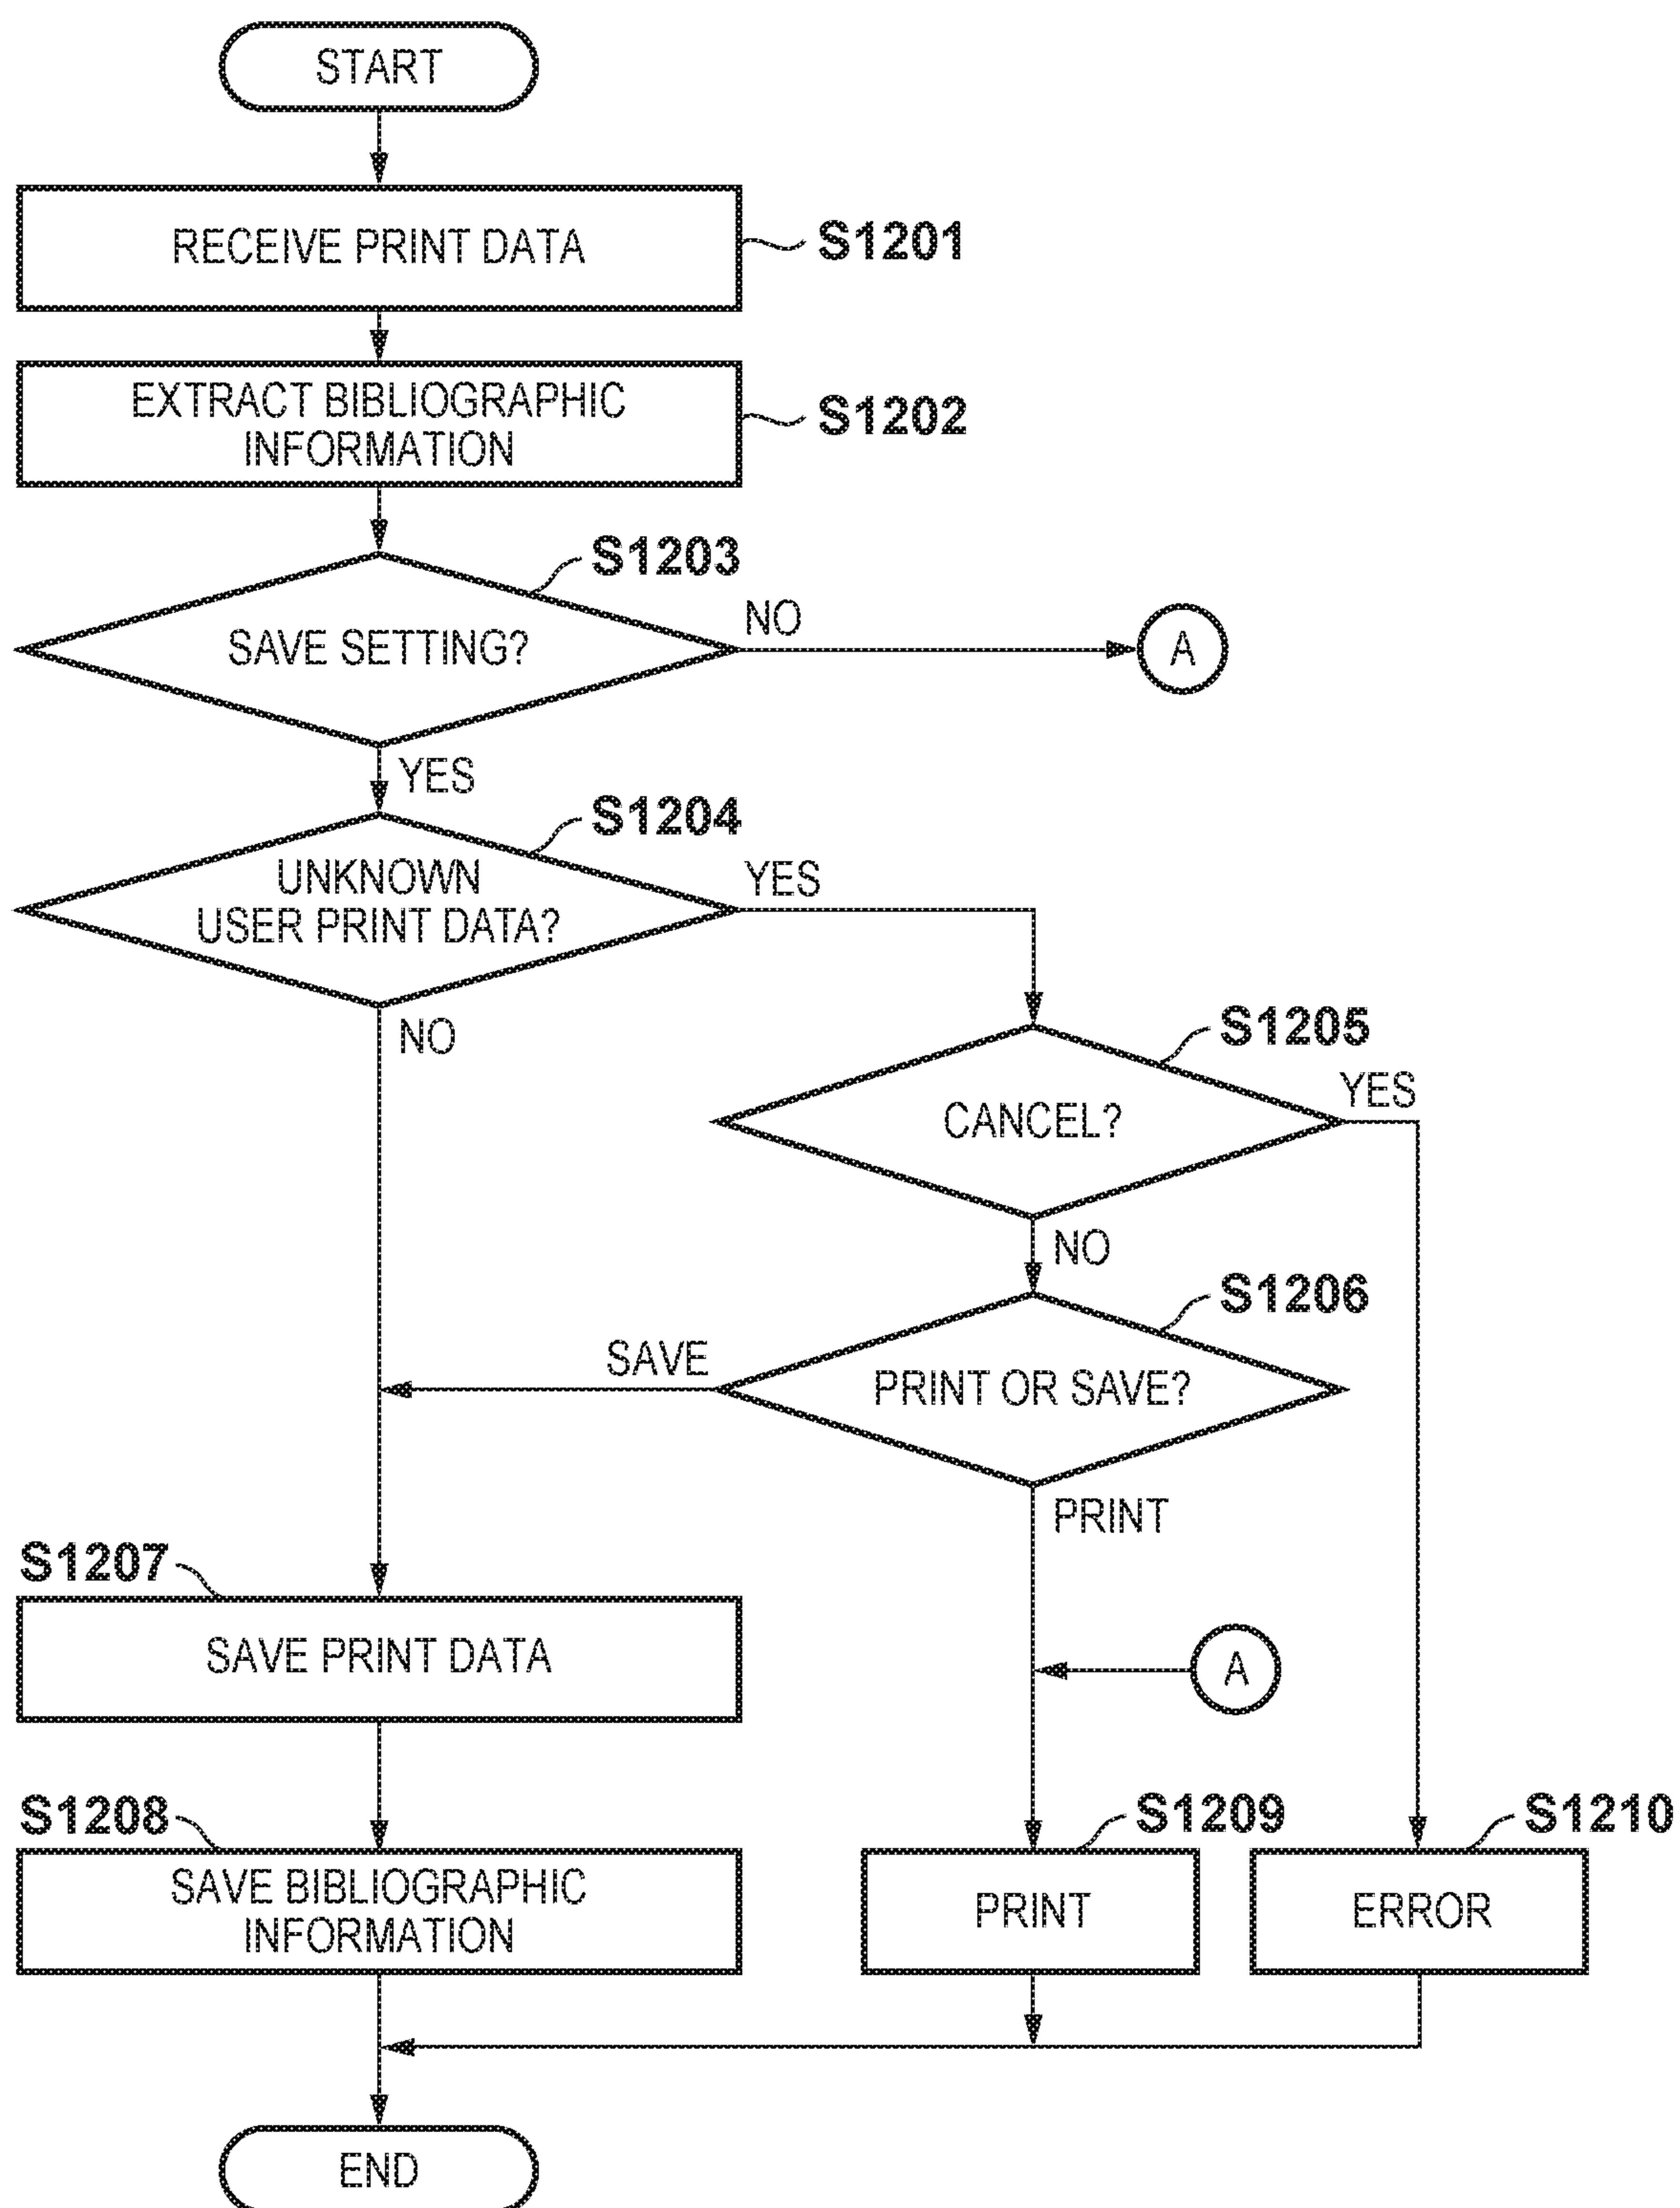 START
RECEIVE PRINT DATA
S1201
EXTRACT BIBLIOGRAPHIC
INFORMATION
S1202
S1203
SAVE SETTING?
NO
A
YES
S1204
UNKNOWN
USER PRINT DATA?
YES
NO
S1205
CANCEL?
YES
NO
S1206
PRINT OR SAVE?
SAVE
PRINT
S1207
SAVE PRINT DATA
A
S1208
SAVE BIBLIOGRAPHIC
INFORMATION
S1209
PRINT
S1210
ERROR
END